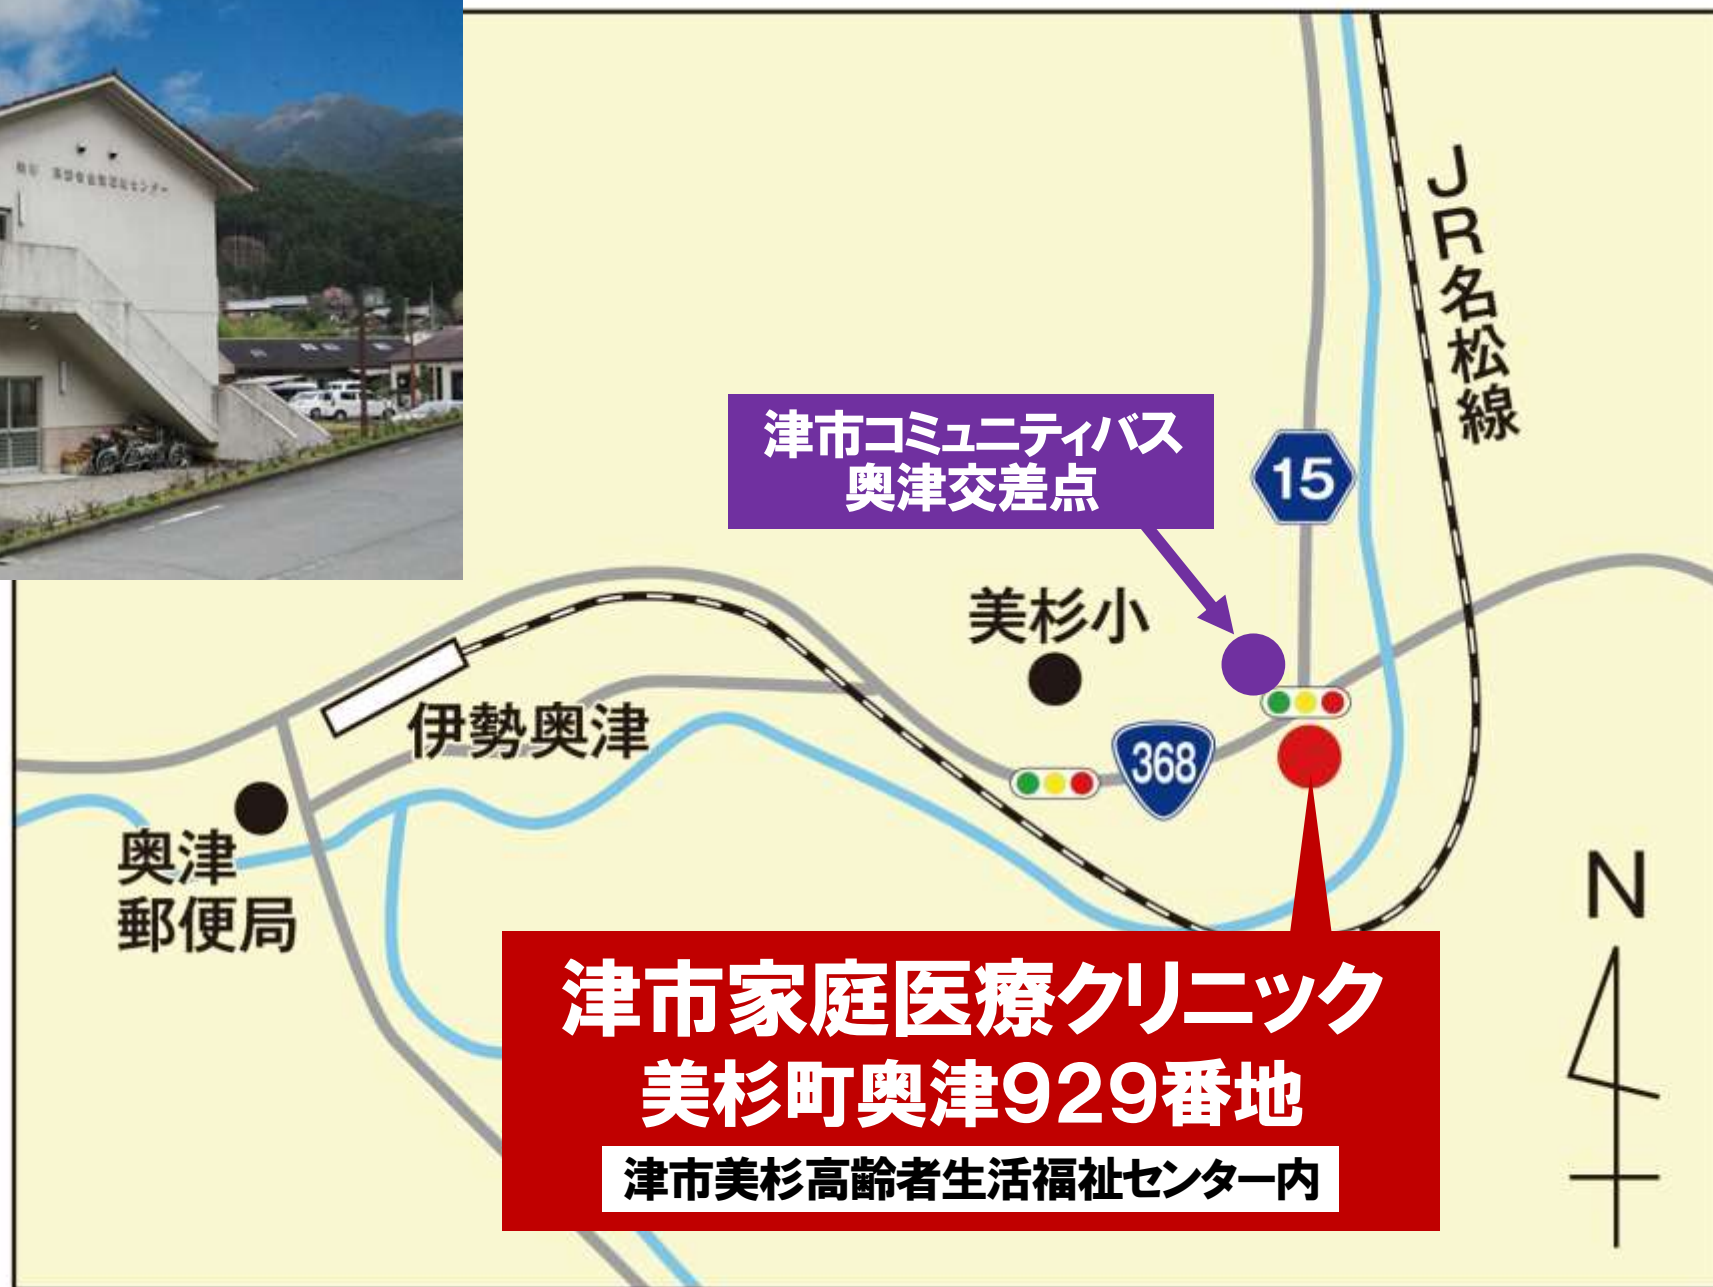 JR名松線
津市コミュニティバス
奥津交差点
15
美杉小
伊勢奥津
368
奥津
郵便局
N
津市家庭医療クリニック
美杉町奥津929番地
津市美杉高齢者生活福祉センター内